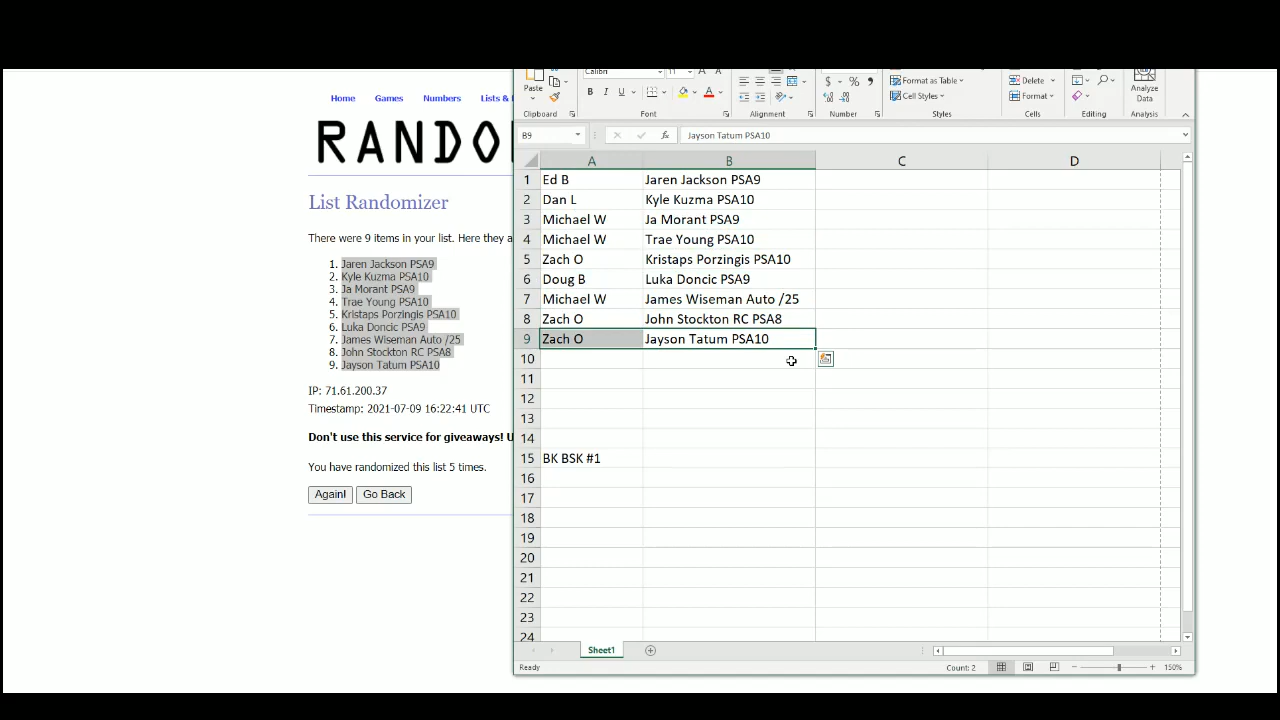 Home Games Numbers Lists &
RANDO
List Randomizer
There were 9 items in your list. Here they a
1. Jaren Jackson PSA9
2. Kyle Kuzma PSA10
3. Ja Morant PSA9
4. Trae Young PSA10
5. Kristaps Porzingis PSA10
6. Luka Doncic PSA9
7. James Wiseman Auto /25
8. John Stockton RC PSA8
9. Jayson Tatum PSA10
IP: 71.61.200.37
Timestamp: 2021-07-09 16:22:41 UTC
Don't use this service for giveaways! U
You have randomized this list 5 times.
Again! Go Back
Calibri 11 A A
Paste
B I U A
$ % ,
Format as Table
Cell Styles
Delete
Format
Analyze
Data
Clipboard Font Alignment Number Styles Cells Editing Analysis
B9 fx Jayson Tatum PSA10
A B C D
1 Ed B Jaren Jackson PSA9
2 Dan L Kyle Kuzma PSA10
3 Michael W Ja Morant PSA9
4 Michael W Trae Young PSA10
5 Zach O Kristaps Porzingis PSA10
6 Doug B Luka Doncic PSA9
7 Michael W James Wiseman Auto /25
8 Zach O John Stockton RC PSA8
9 Zach O Jayson Tatum PSA10
10
11
12
13
14
15 BK BSK #1
16
17
18
19
20
21
22
23
24
Sheet1
Ready Count: 2 150%